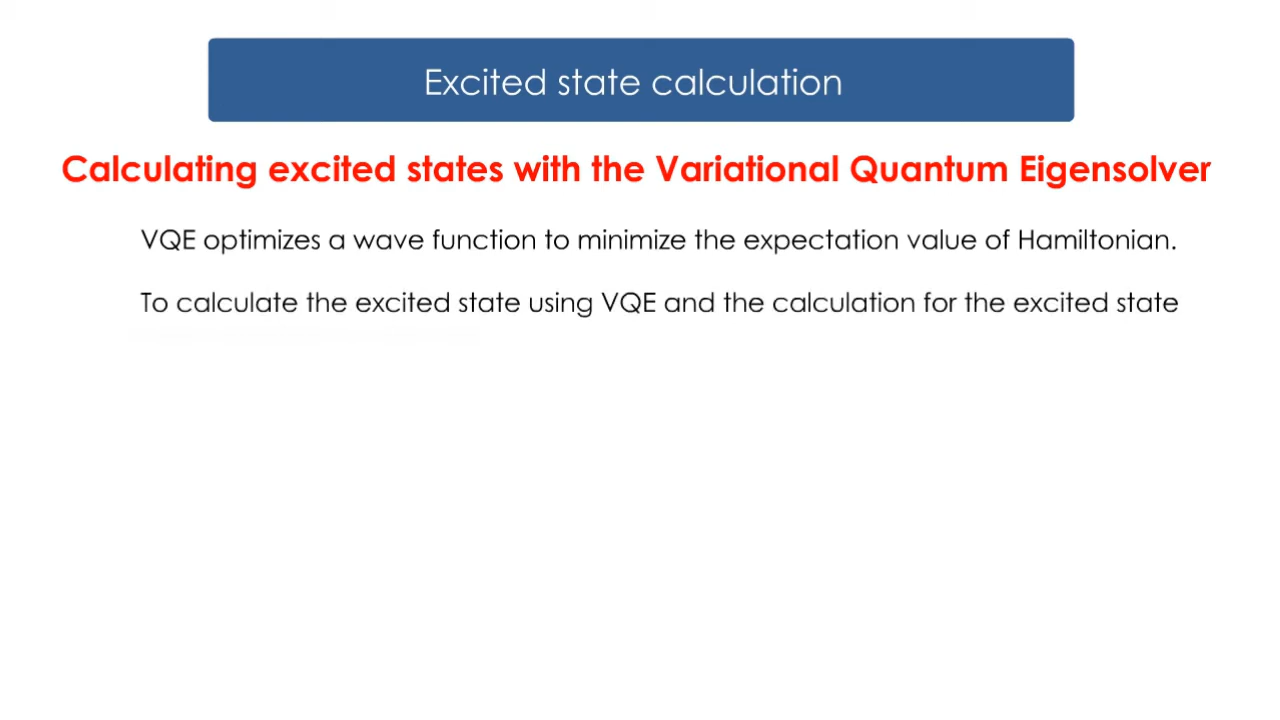 Excited state calculation
Calculating excited states with the Variational Quantum Eigensolver
VQE optimizes a wave function to minimize the expectation value of Hamiltonian.
To calculate the excited state using VQE and the calculation for the excited state